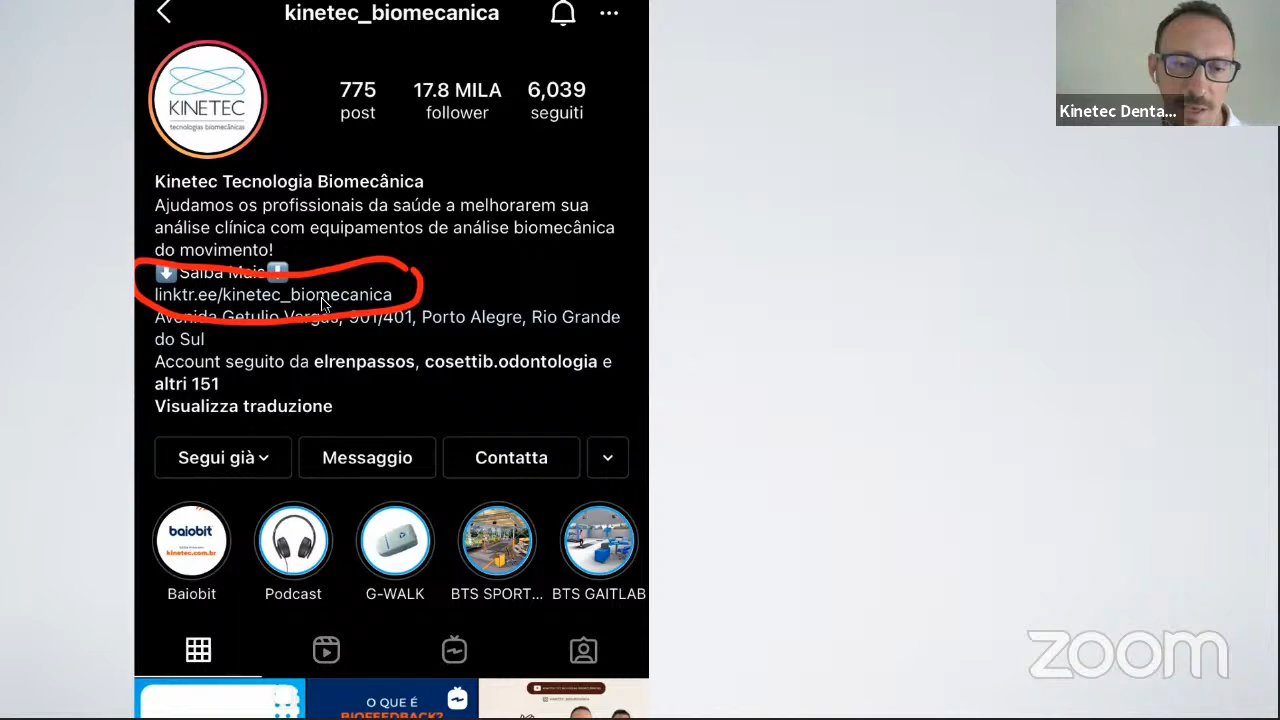 kinetec_biomecanica
KINETEC
tecnologias biomecânicas
775
post
17.8 MILA
follower
6,039
seguiti
Kinetec Denta...
Kinetec Tecnologia Biomecânica
Ajudamos os profissionais da saúde a melhorarem sua
análise clínica com equipamentos de análise biomecânica
do movimento!
Saiba Mais
linktr.ee/kinetec_biomecanica
Avenida Getulio Vargas, 901/401, Porto Alegre, Rio Grande
do Sul
Account seguito da elrenpassos, cosettib.odontologia e
altri 151
Visualizza traduzione
Segui già
Messaggio
Contatta
baiobit
kinetec.com.br
Baiobit
Podcast
G-WALK
BTS SPORT...
BTS GAITLAB
O QUE É
BIOFEEDBACK?
zoom